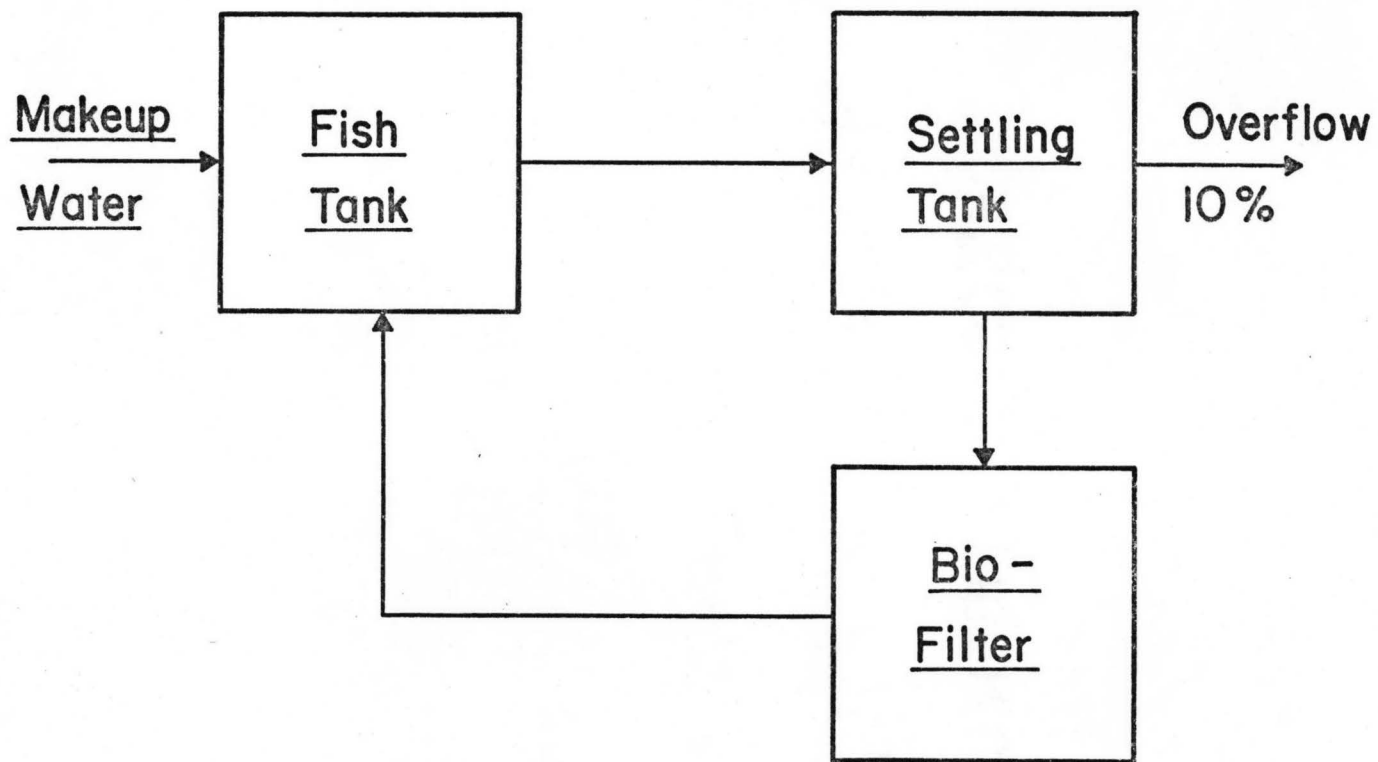 Makeup
Water
Fish
Tank
Settling
Tank
Overflow
10%
Bio-
Filter